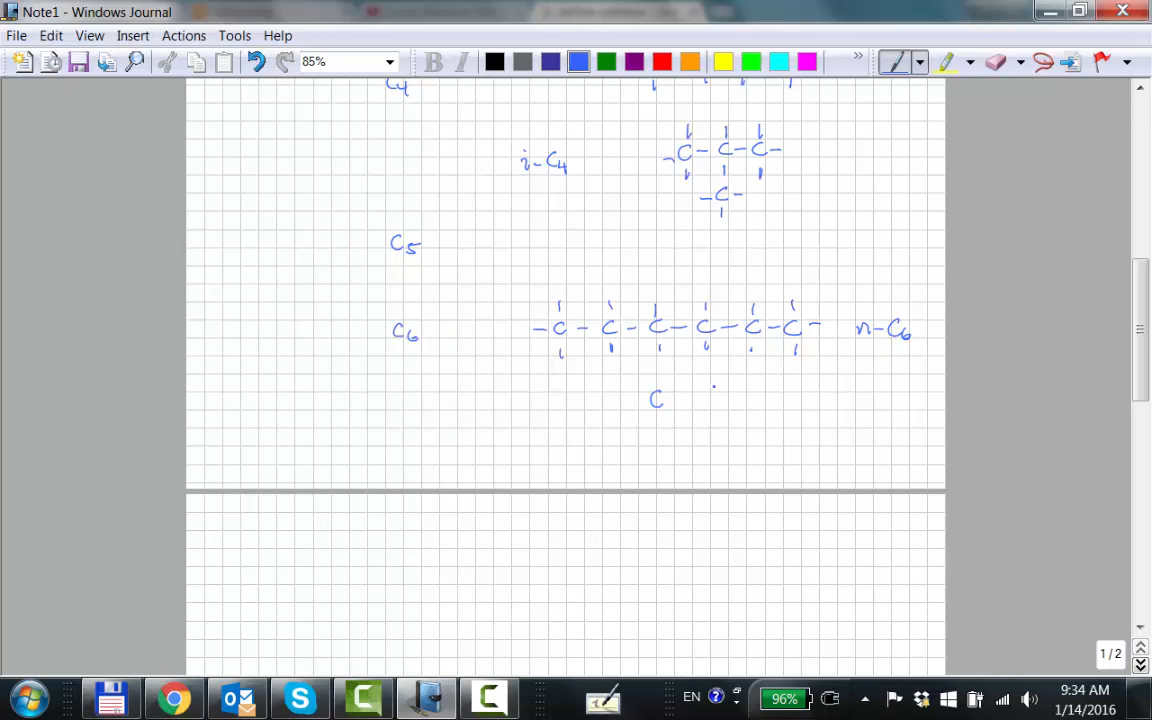 Note1 - Windows Journal
File Edit View Insert Actions Tools Help
85% B I
C4
i-C4
- C - C - C -
- C -
C5
C6 - C - C - C - C - C - C - n-C6
C
1 / 2
EN 96% 9:34 AM
1/14/2016